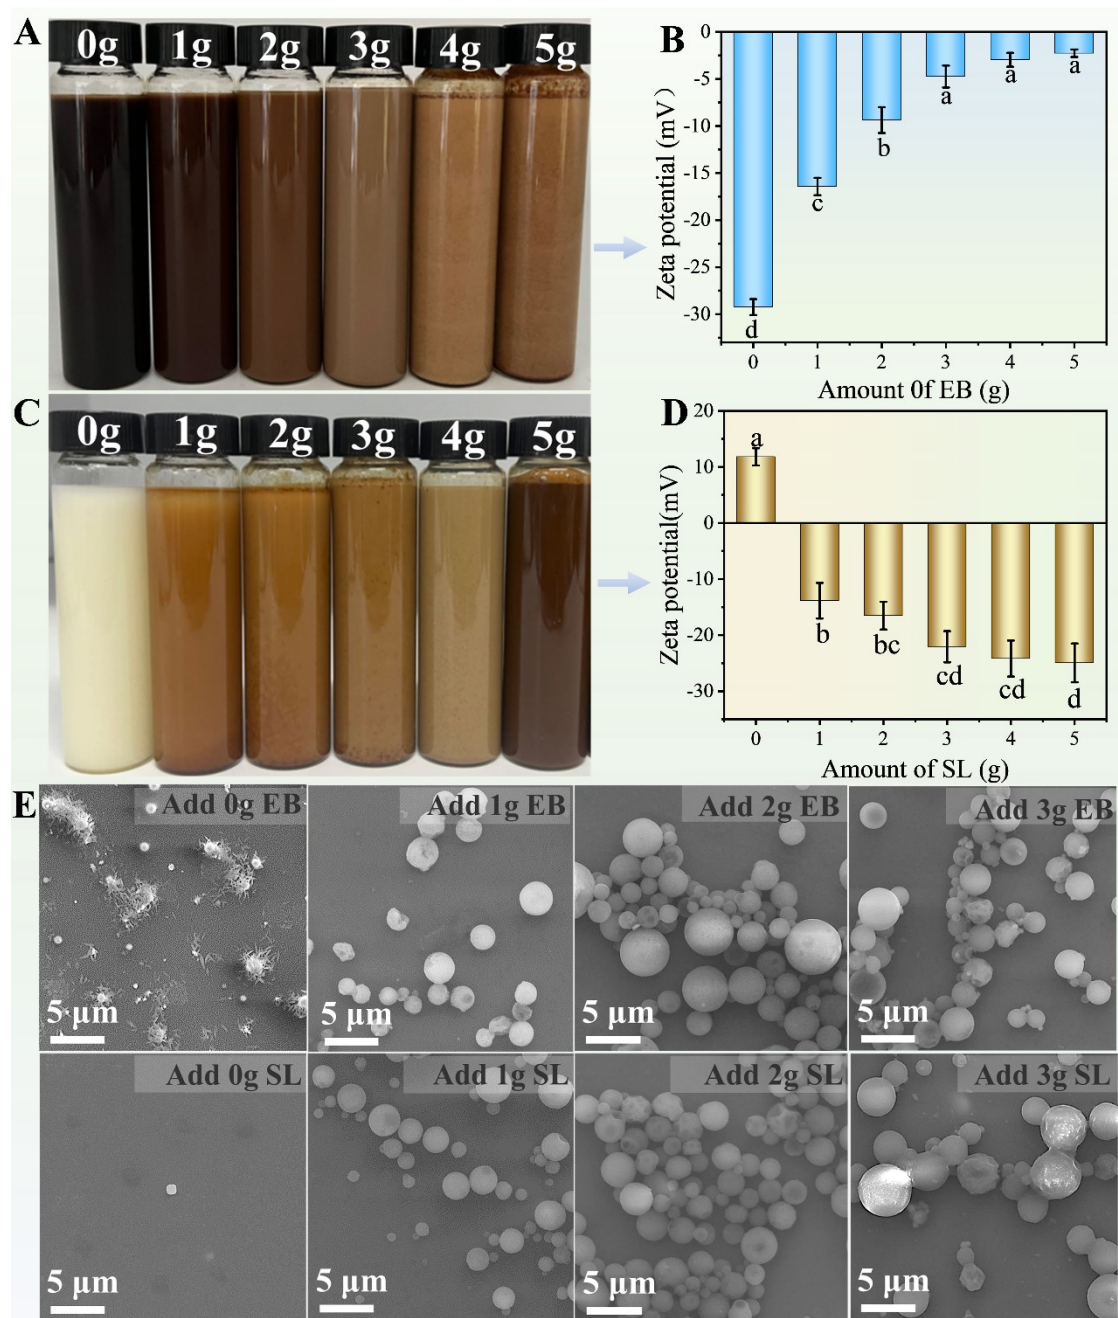 A
0g 1g 2g 3g 4g 5g
B
0
-5
-10
-15
-20
-25
-30
Zeta potential (mV)
d
c
b
a
a
a
0 1 2 3 4 5
Amount 0f EB (g)
C
0g 1g 2g 3g 4g 5g
D
20
10
0
-10
-20
-30
Zeta potential(mV)
a
b
bc
cd
cd
d
0 1 2 3 4 5
Amount of SL (g)
E
Add 0g EB
Add 1g EB
Add 2g EB
Add 3g EB
5 µm
5 µm
5 µm
5 µm
Add 0g SL
Add 1g SL
Add 2g SL
Add 3g SL
5 µm
5 µm
5 µm
5 µm